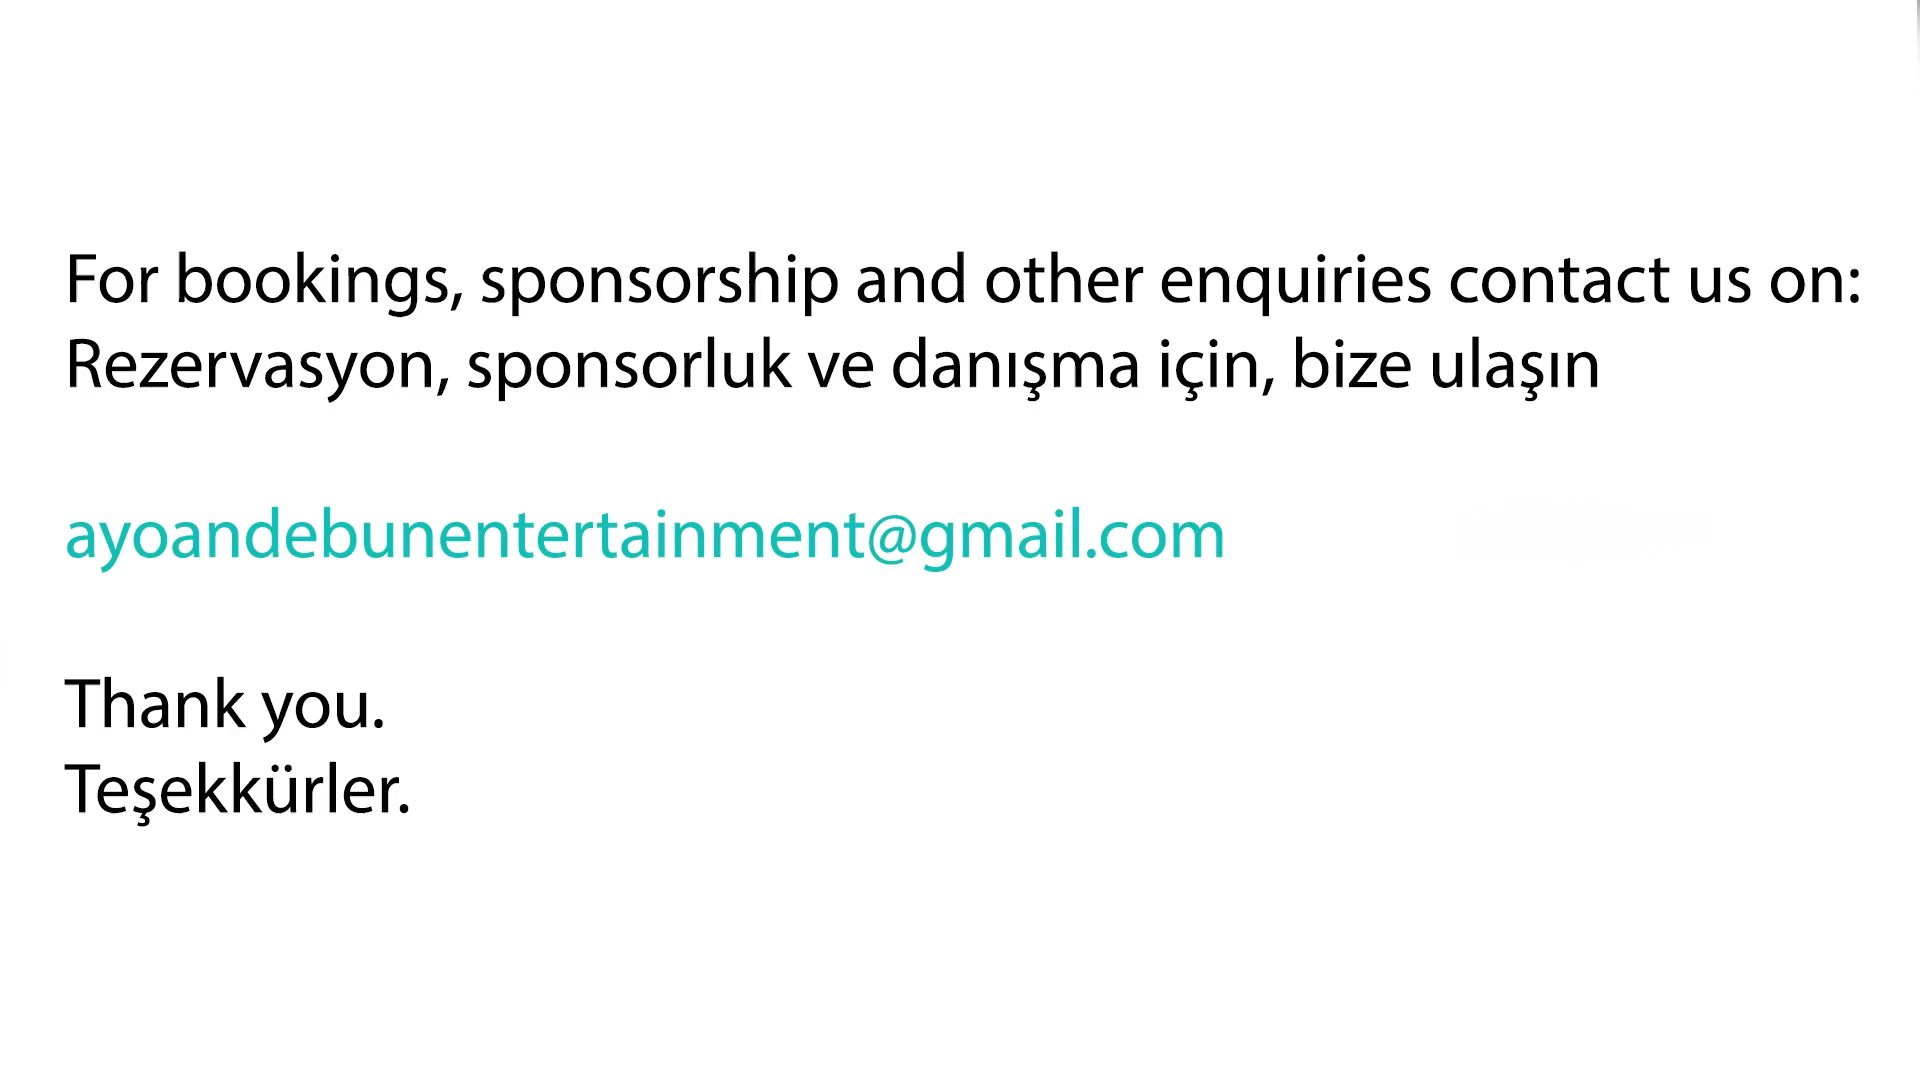 For bookings, sponsorship and other enquiries contact us on:
Rezervasyon, sponsorluk ve danışma için, bize ulaşın
ayoandebunentertainment@gmail.com
Thank you.
Teşekkürler.